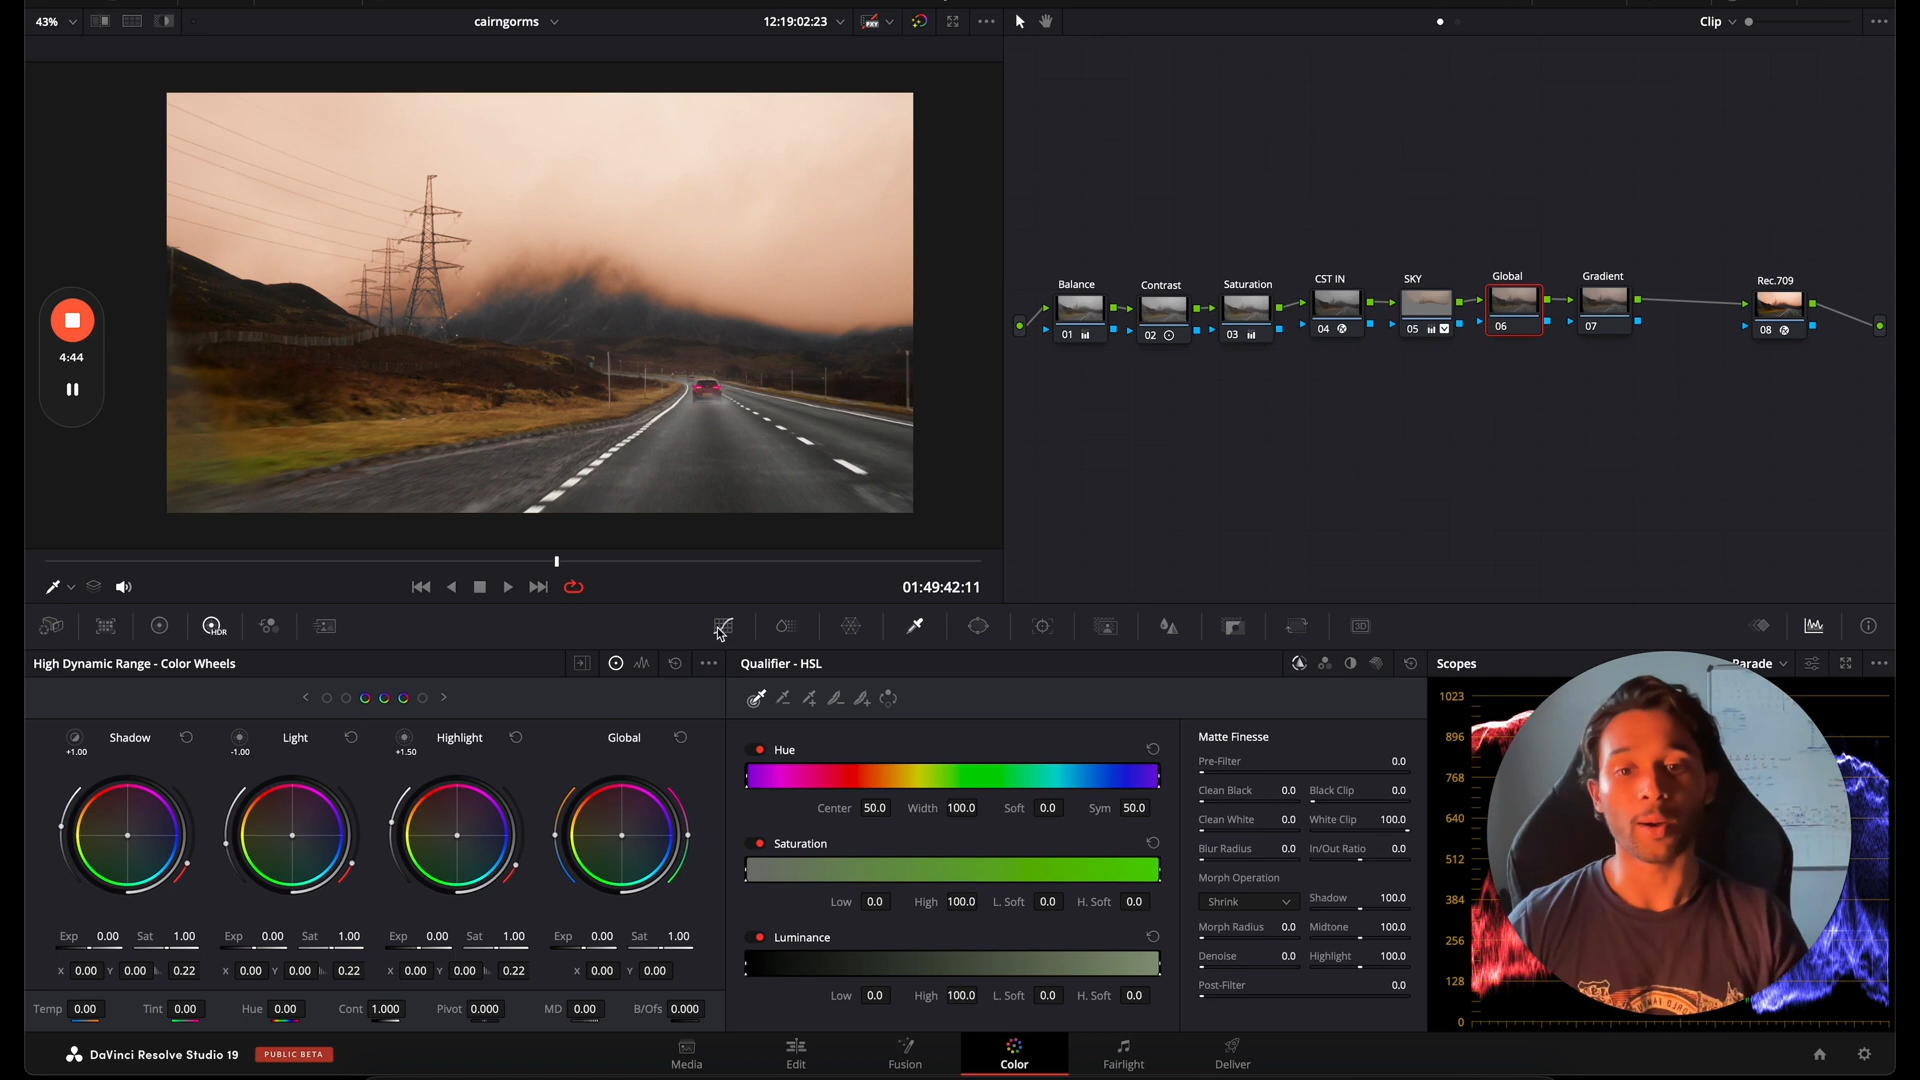 43%
cairngorms
12:19:02:23
Clip
4:44
Balance
Contrast
Saturation
CST IN
SKY
Global
Gradient
Rec.709
01
02
03
04
05
06
07
08
01:49:42:11
HDR
3D
High Dynamic Range - Color Wheels
Qualifier - HSL
Scopes
Parade
Shadow
+1.00
Light
-1.00
Highlight
+1.50
Global
Exp 0.00 Sat 1.00
Exp 0.00 Sat 1.00
Exp 0.00 Sat 1.00
Exp 0.00 Sat 1.00
X 0.00 Y 0.00 0.22
X 0.00 Y 0.00 0.22
X 0.00 Y 0.00 0.22
X 0.00 Y 0.00
Temp 0.00 Tint 0.00 Hue 0.00 Cont 1.000 Pivot 0.000 MD 0.00 B/Ofs 0.000
Hue
Center 50.0 Width 100.0 Soft 0.0 Sym 50.0
Saturation
Low 0.0 High 100.0 L. Soft 0.0 H. Soft 0.0
Luminance
Low 0.0 High 100.0 L. Soft 0.0 H. Soft 0.0
Matte Finesse
Pre-Filter 0.0
Clean Black 0.0 Black Clip 0.0
Clean White 0.0 White Clip 100.0
Blur Radius 0.0 In/Out Ratio 0.0
Morph Operation
Shrink Shadow 100.0
Morph Radius 0.0 Midtone 100.0
Denoise 0.0 Highlight 100.0
Post-Filter 0.0
1023
896
768
640
512
384
256
128
0
DaVinci Resolve Studio 19
PUBLIC BETA
Media
Edit
Fusion
Color
Fairlight
Deliver